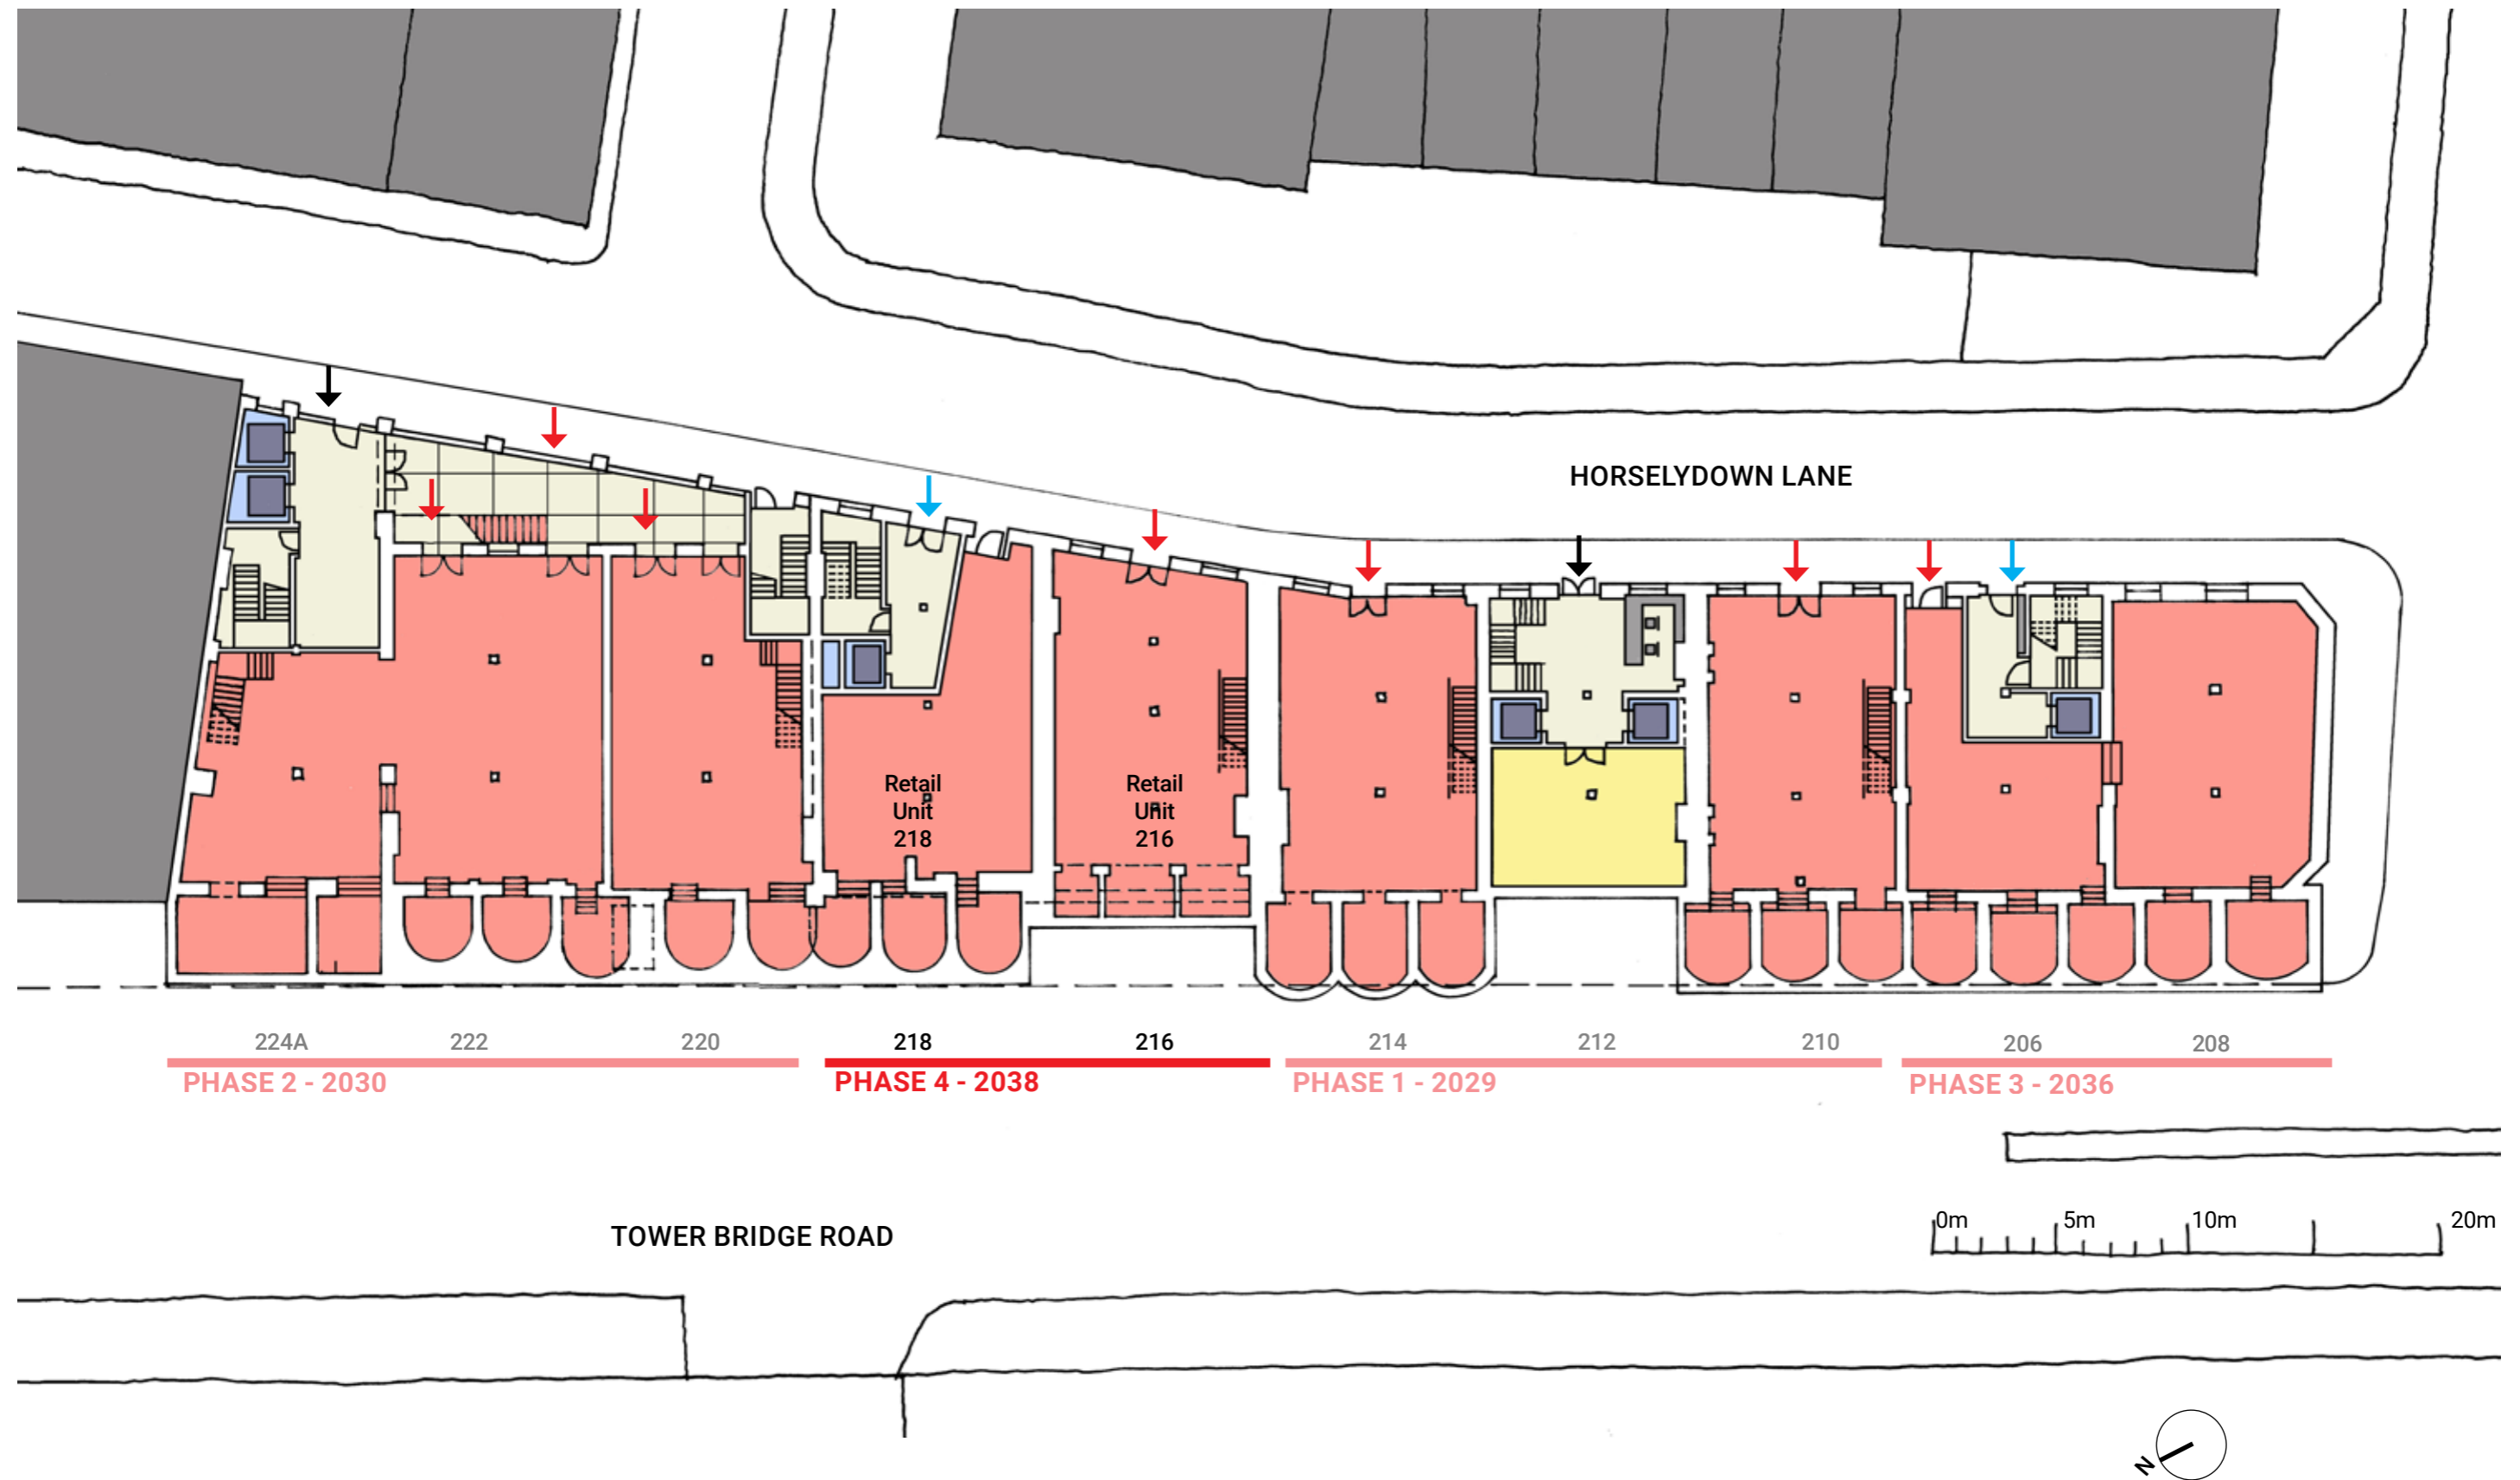 HORSELYDOWN LANE
Retail
Unit
218
Retail
Unit
216
224A
222
220
218
216
214
212
210
206
208
PHASE 2 - 2030
PHASE 4 - 2038
PHASE 1 - 2029
PHASE 3 - 2036
TOWER BRIDGE ROAD
0m
5m
10m
20m
N